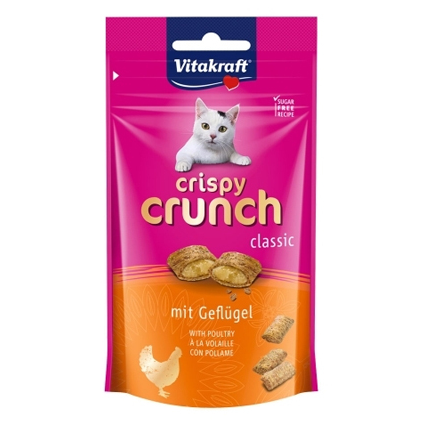 Vitakraft
SUGAR
FREE
RECIPE
crispy
crunch
classic
mit Geflügel
WITH POULTRY
À LA VOLAILLE
CON POLLAME